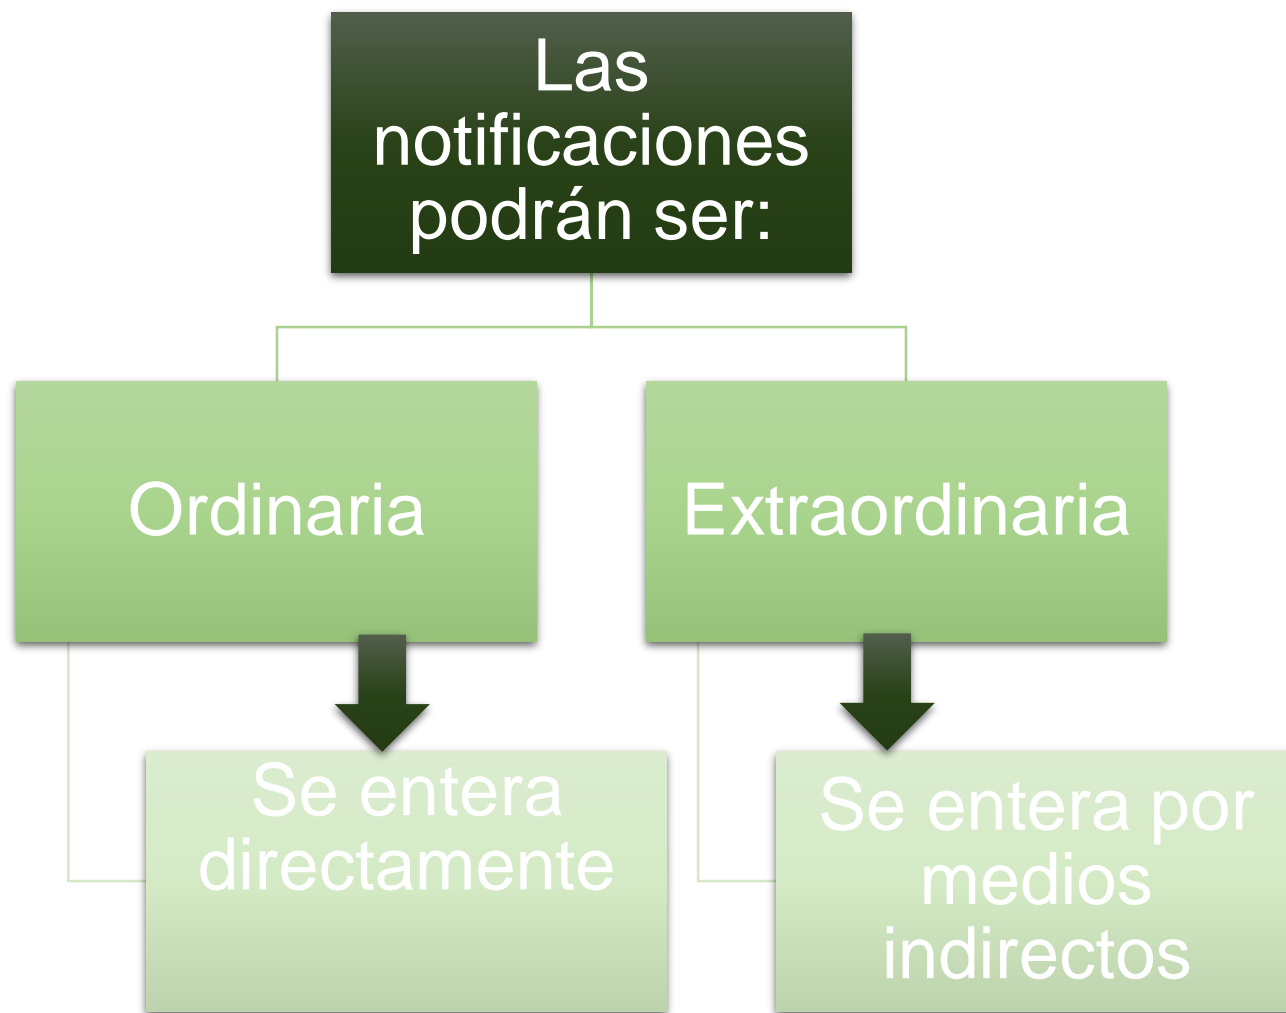 Las
notificaciones
podrán ser:
Ordinaria
Extraordinaria
Se entera
directamente
Se entera por
medios
indirectos